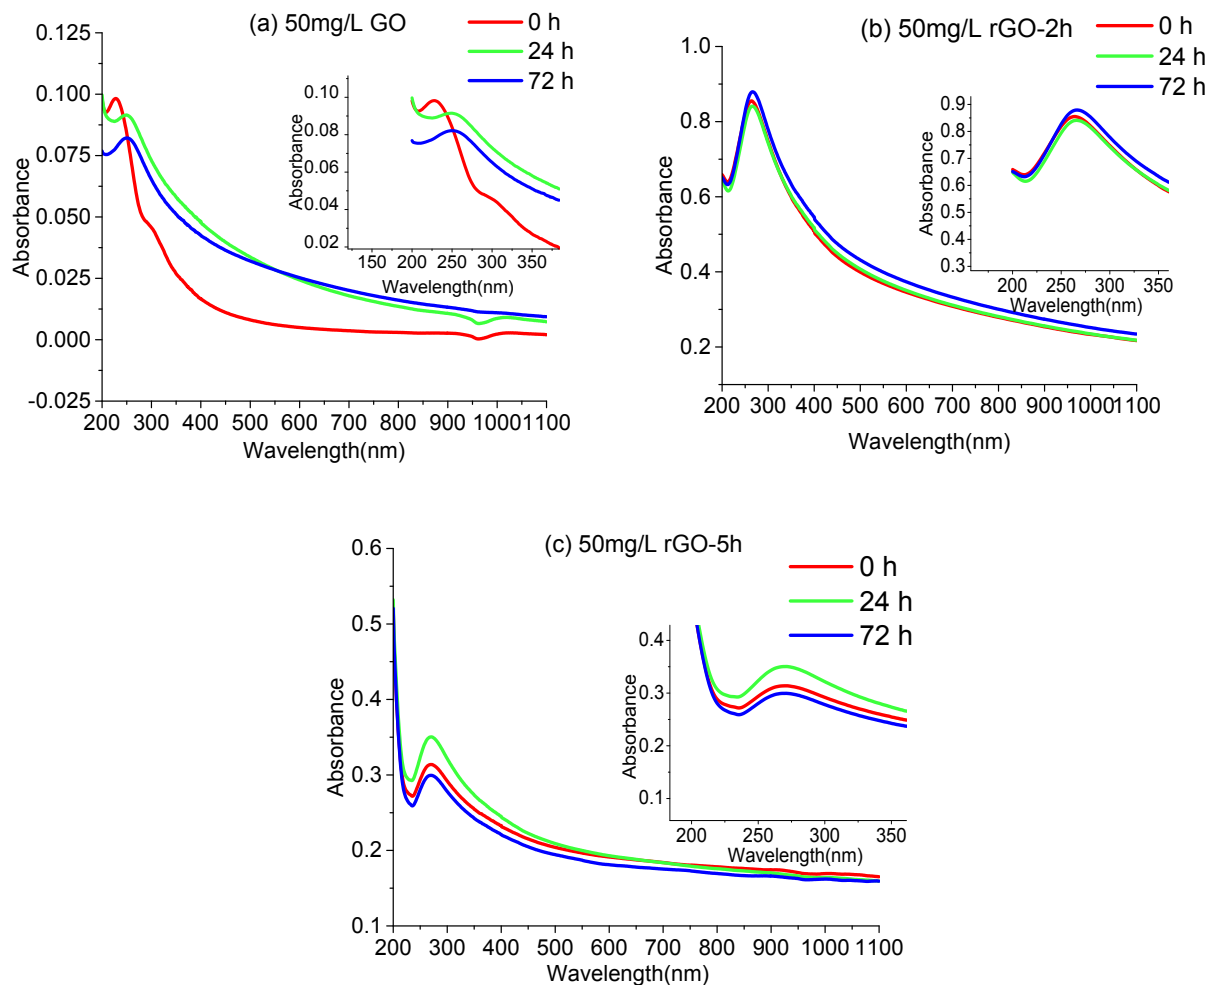 (a) 50mg/L GO
0 h
24 h
72 h
0.125
0.100
0.075
0.050
0.025
0.000
-0.025
Absorbance
200 300 400 500 600 700 800 900 1000 1100
Wavelength(nm)
0.10
0.08
0.06
0.04
0.02
Absorbance
150 200 250 300 350
Wavelength(nm)
(b) 50mg/L rGO-2h
0 h
24 h
72 h
1.0
0.8
0.6
0.4
0.2
Absorbance
200 300 400 500 600 700 800 900 1000 1100
Wavelength(nm)
0.9
0.8
0.7
0.6
0.5
0.4
0.3
Absorbance
200 250 300 350
Wavelength(nm)
(c) 50mg/L rGO-5h
0 h
24 h
72 h
0.6
0.5
0.4
0.3
0.2
0.1
Absorbance
200 300 400 500 600 700 800 900 1000 1100
Wavelength(nm)
0.4
0.3
0.2
0.1
Absorbance
200 250 300 350
Wavelength(nm)